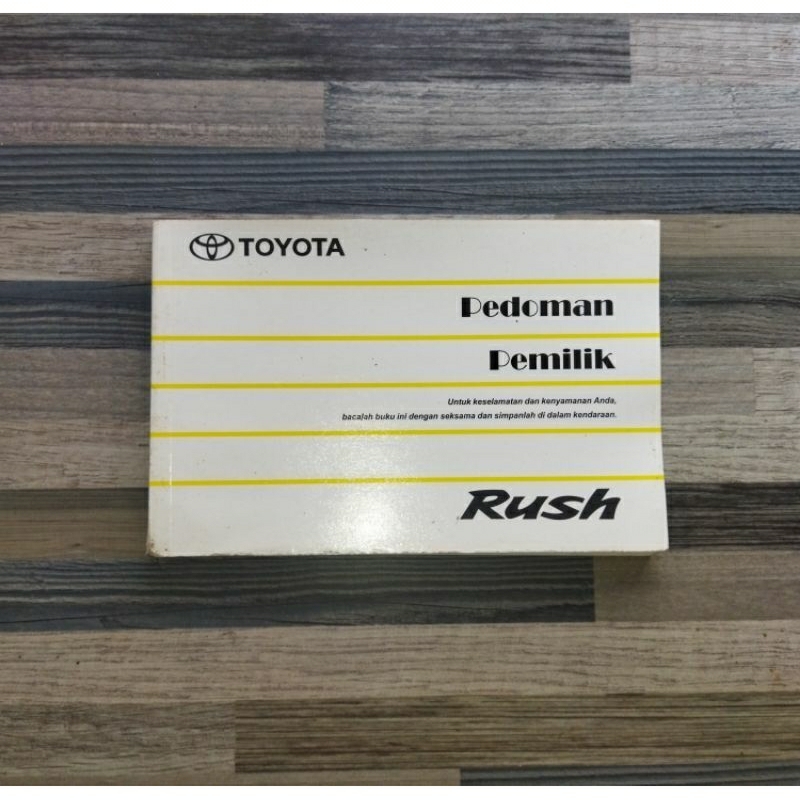 TOYOTA
Pedoman
Pemilik
Untuk keselamatan dan kenyamanan Anda,
bacalah buku ini dengan seksama dan simpanlah di dalam kendaraan.
Rush